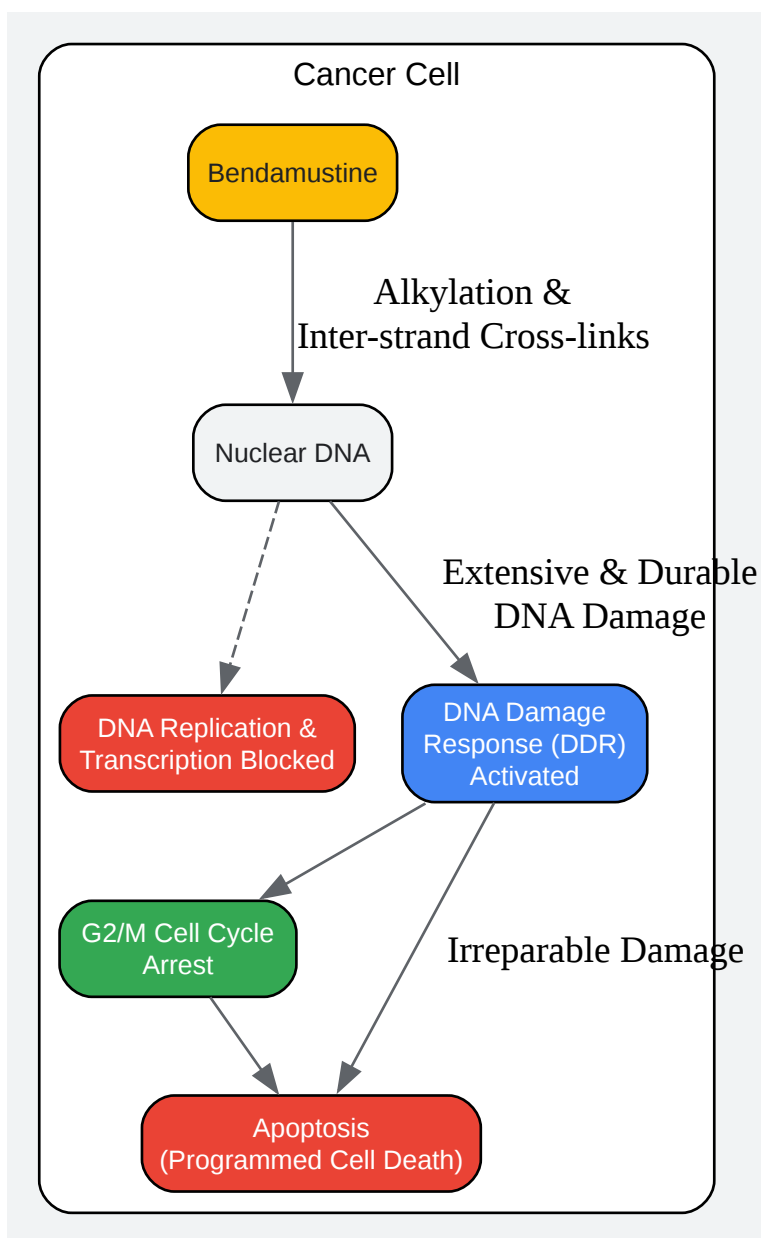 Cancer Cell
Bendamustine
Alkylation &
Inter-strand Cross-links
Nuclear DNA
Extensive & Durable
DNA Damage
DNA Replication &
Transcription Blocked
DNA Damage
Response (DDR)
Activated
G2/M Cell Cycle
Arrest
Irreparable Damage
Apoptosis
(Programmed Cell Death)